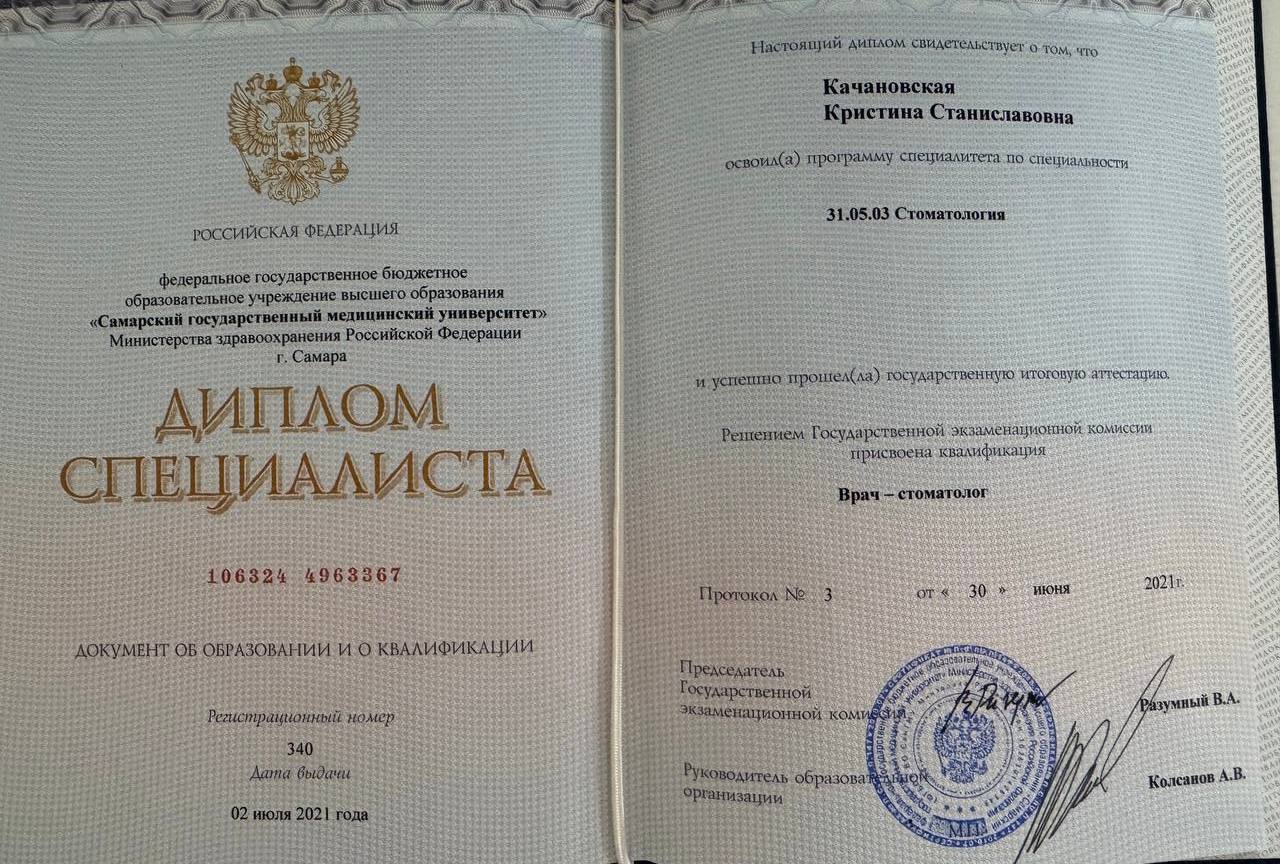 РОССИЙСКАЯ ФЕДЕРАЦИЯ
федеральное государственное бюджетное
образовательное учреждение высшего образования
«Самарский государственный медицинский университет»
Министерства здравоохранения Российской Федерации
г. Самара
ДИПЛОМ
СПЕЦИАЛИСТА
106324 4963367
ДОКУМЕНТ ОБ ОБРАЗОВАНИИ И О КВАЛИФИКАЦИИ
Регистрационный номер
340
Дата выдачи
02 июля 2021 года
Настоящий диплом свидетельствует о том, что
Качановская
Кристина Станиславовна
освоил(а) программу специалитета по специальности
31.05.03 Стоматология
и успешно прошел(ла) государственную итоговую аттестацию.
Решением Государственной экзаменационной комиссии
присвоена квалификация
Врач – стоматолог
Протокол № 3 от « 30 » июня 2021г.
Председатель
Государственной
экзаменационной комиссии
Разумный В.А.
Руководитель образовательной
организации
Колсанов А.В.
М.П.